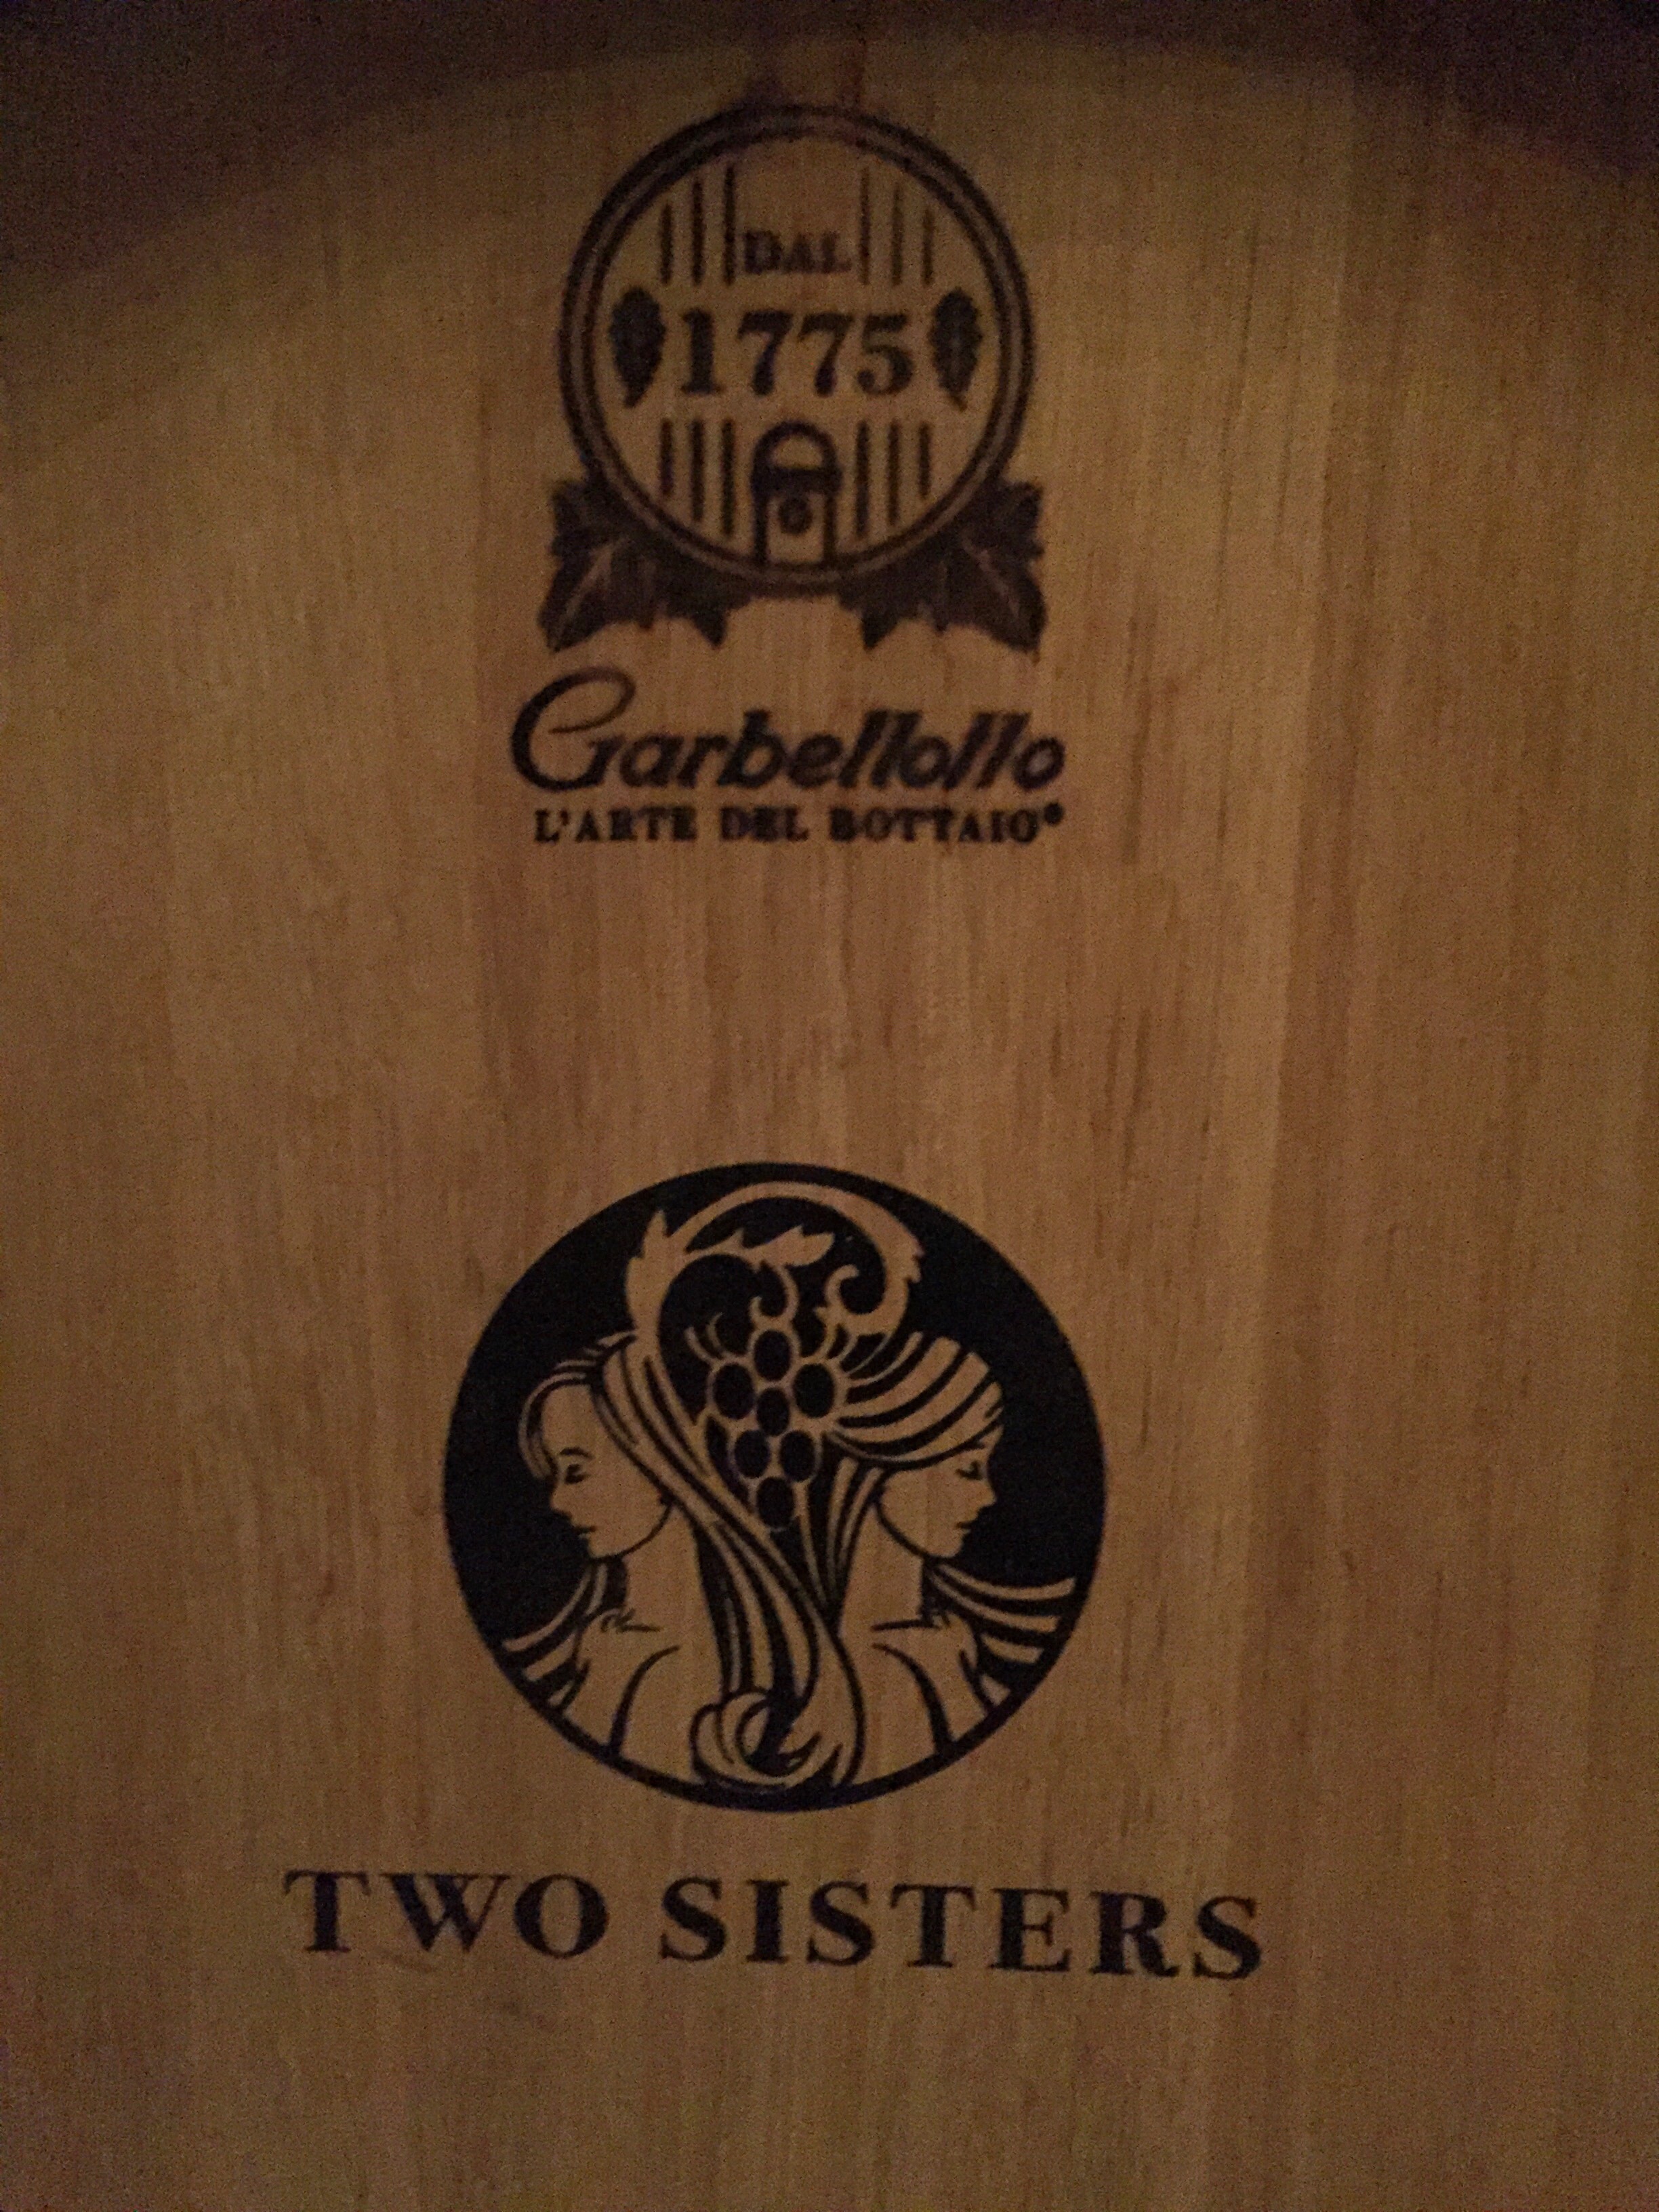 DAL
1775
Garbellotto
L'ARTE DEL BOTTAIO®
TWO SISTERS